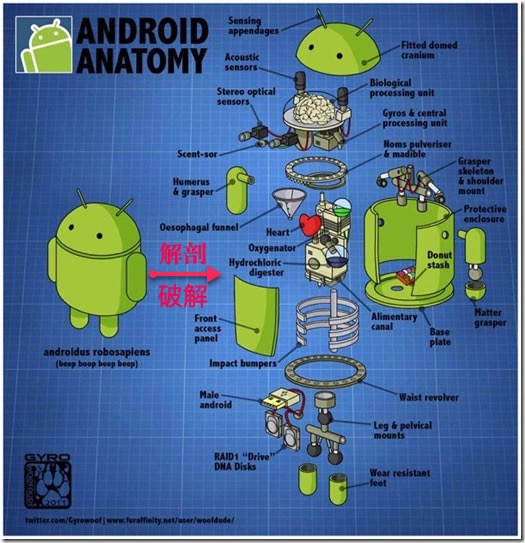 ANDROID
ANATOMY
Sensing
appendages
Fitted domed
cranium
Acoustic
sensors
Stereo optical
sensors
Biological
processing unit
Gyros & central
processing unit
Scent-sor
Noms pulveriser
& madible
Grasper
skeleton
& shoulder
mount
Humerus
& grasper
Protective
enclosure
Oesophagal funnel
Heart
Oxygenator
Hydrochloric
digester
Donut
stash
解剖
破解
Front
access
panel
Alimentary
canal
Base
plate
Matter
grasper
androidus robosapiens
(beep boop beep beep)
Impact bumpers
Male
android
Waist revolver
Leg & pelvical
mounts
RAID1 "Drive"
DNA Disks
Wear resistant
feet
GYRO
2011
twitter.com/Gyrowoof | www.furaffinity.net/user/woofdude/